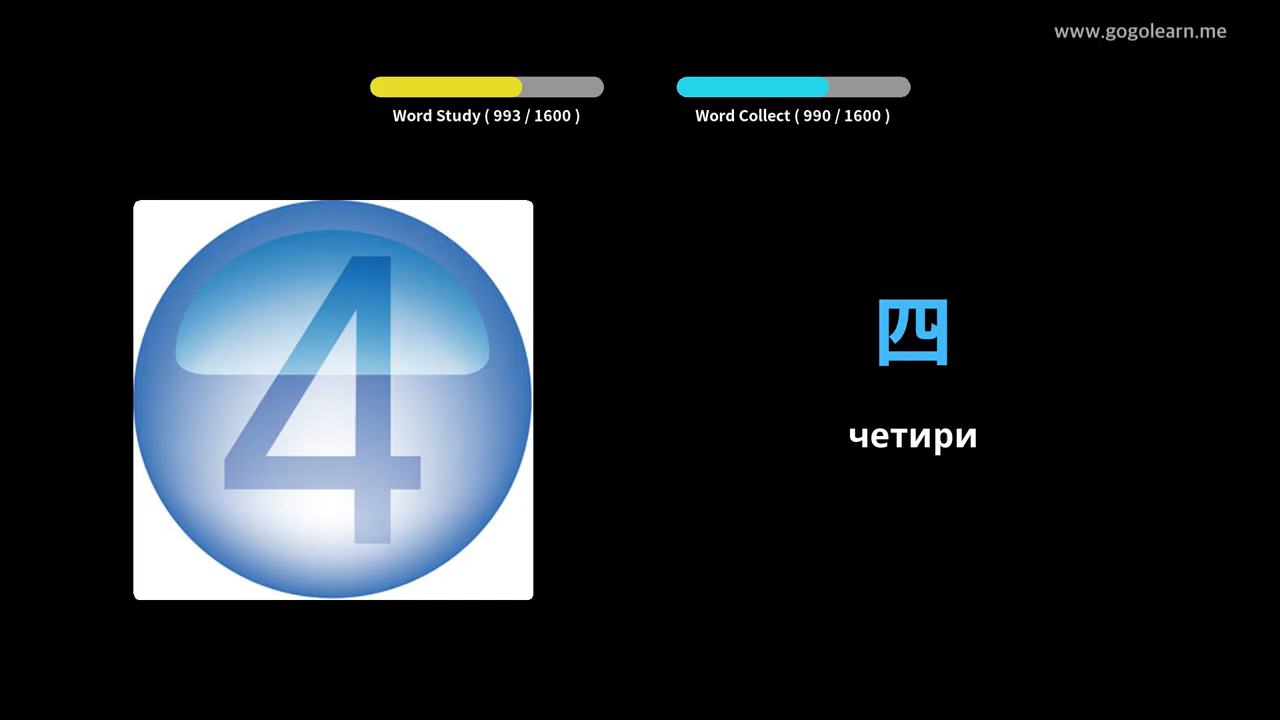 www.gogolearn.me
Word Study ( 993 / 1600 )
Word Collect ( 990 / 1600 )
4
四
четири